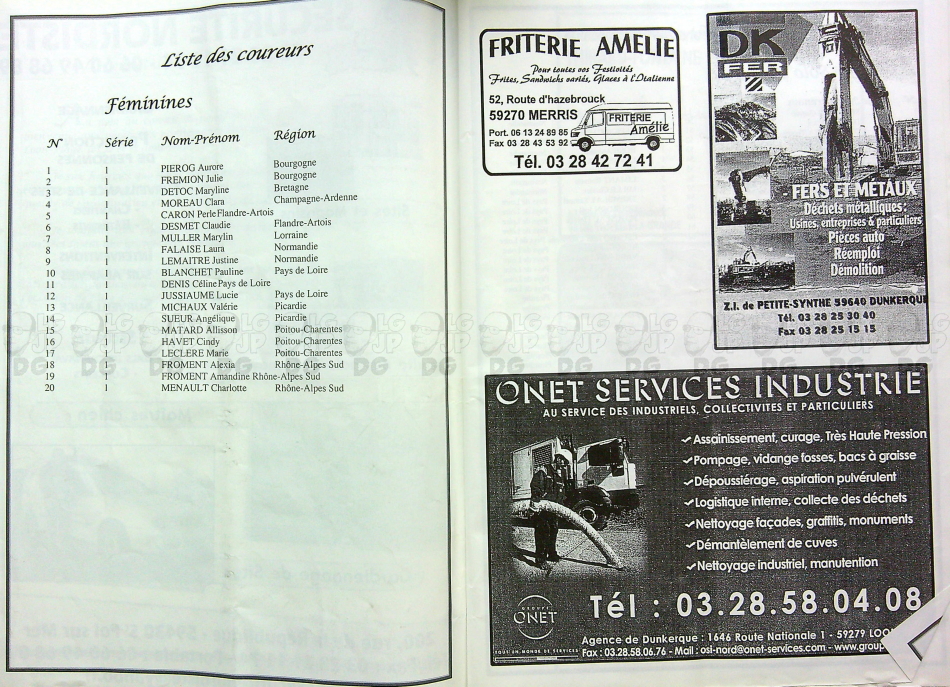 Liste des coureurs
Féminines
N° Série Nom-Prénom Région
1 1 PIEROG Aurore Bourgogne
2 1 FREMION Julie Bourgogne
3 1 DETOC Maryline Bretagne
4 1 MOREAU Clara Champagne-Ardenne
5 1 CARON Perle Flandre-Artois
6 1 DESMET Claudie Flandre-Artois
7 1 MULLER Marylin Lorraine
8 1 FALAISE Laura Normandie
9 1 LEMAITRE Justine Normandie
10 1 BLANCHET Pauline Pays de Loire
11 1 DENIS Céline Pays de Loire
12 1 JUSSIAUME Lucie Pays de Loire
13 1 MICHAUX Valérie Picardie
14 1 SUEUR Angélique Picardie
15 1 MATARD Allisson Poitou-Charentes
16 1 HAVET Cindy Poitou-Charentes
17 1 LECLERE Marie Poitou-Charentes
18 1 FROMENT Alexia Rhône-Alpes Sud
19 1 FROMENT Amandine Rhône-Alpes Sud
20 1 MENAULT Charlotte Rhône-Alpes Sud
FRITERIE AMELIE
Pour toutes vos Festivités
Frites, Sandwichs variés, Glaces à l'Italienne
52, Route d'hazebrouck
59270 MERRIS
Port. 06 13 24 89 85
Fax 03 28 43 53 92
FRITERIE
Amélie
Tél. 03 28 42 72 41
DK
FER
FERS ET METAUX
Déchets métalliques:
Usines, entreprises & particuliers
Pièces auto
Réemploi
Démolition
Z.I. de PETITE-SYNTHE 59640 DUNKERQUE
Tél. 03 28 25 30 40
Fax 03 28 25 15 15
ONET SERVICES INDUSTRIE
AU SERVICE DES INDUSTRIELS, COLLECTIVITES ET PARTICULIERS
Assainissement, curage, Très Haute Pression
Pompage, vidange fosses, bacs à graisse
Dépoussiérage, aspiration pulvérulent
Logistique interne, collecte des déchets
Nettoyage façades, graffitis, monuments
Démantèlement de cuves
Nettoyage industriel, manutention
GROUPE
ONET
TOUT UN MONDE DE SERVICES
Tél : 03.28.58.04.08
Agence de Dunkerque : 1646 Route Nationale 1 - 59279 LOO
Fax : 03.28.58.06.76 - Mail : osi-nord@onet-services.com - www.group